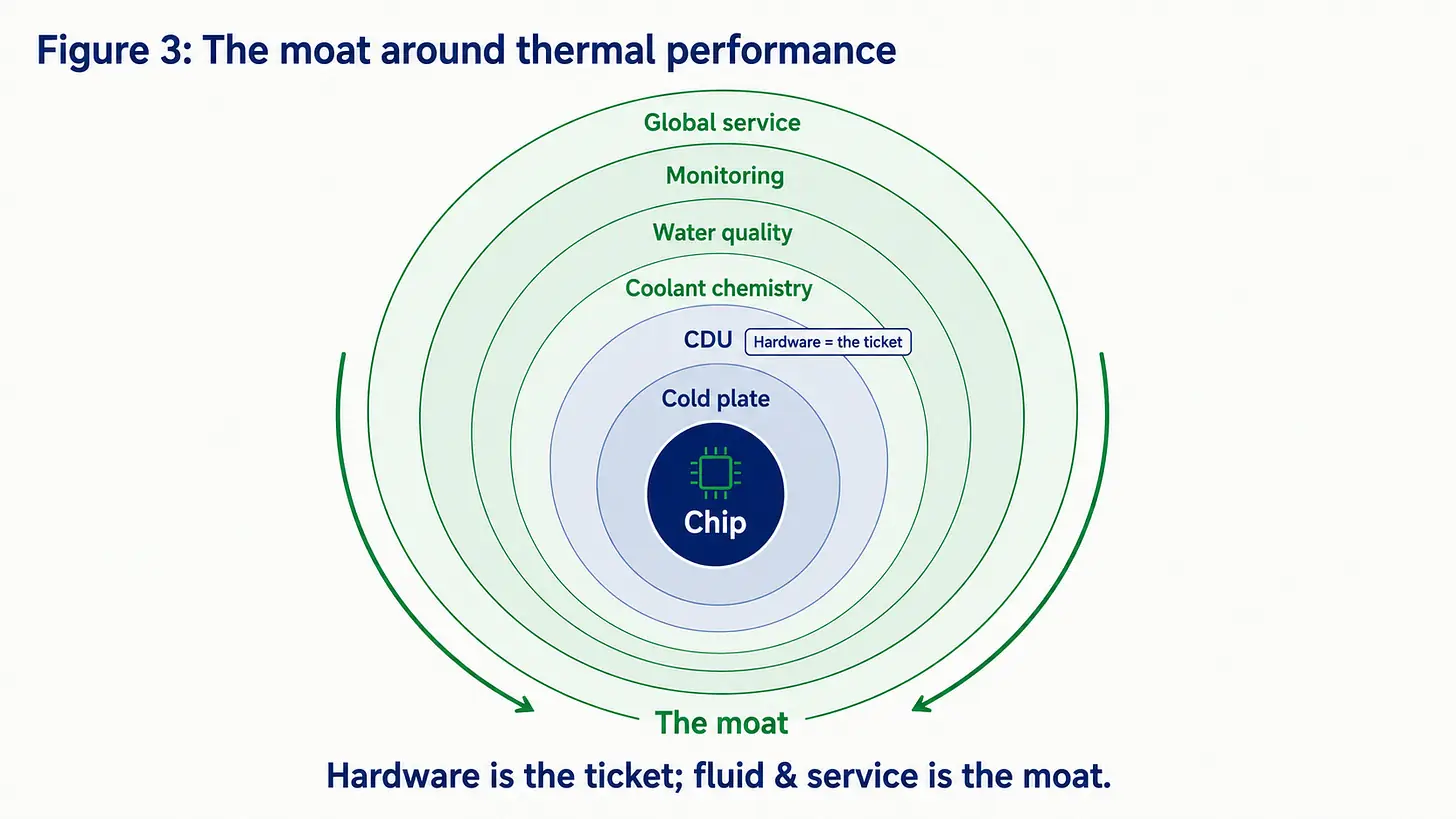 Figure 3: The moat around thermal performance
Global service
Monitoring
Water quality
Coolant chemistry
CDU
Hardware = the ticket
Cold plate
Chip
The moat
Hardware is the ticket; fluid & service is the moat.